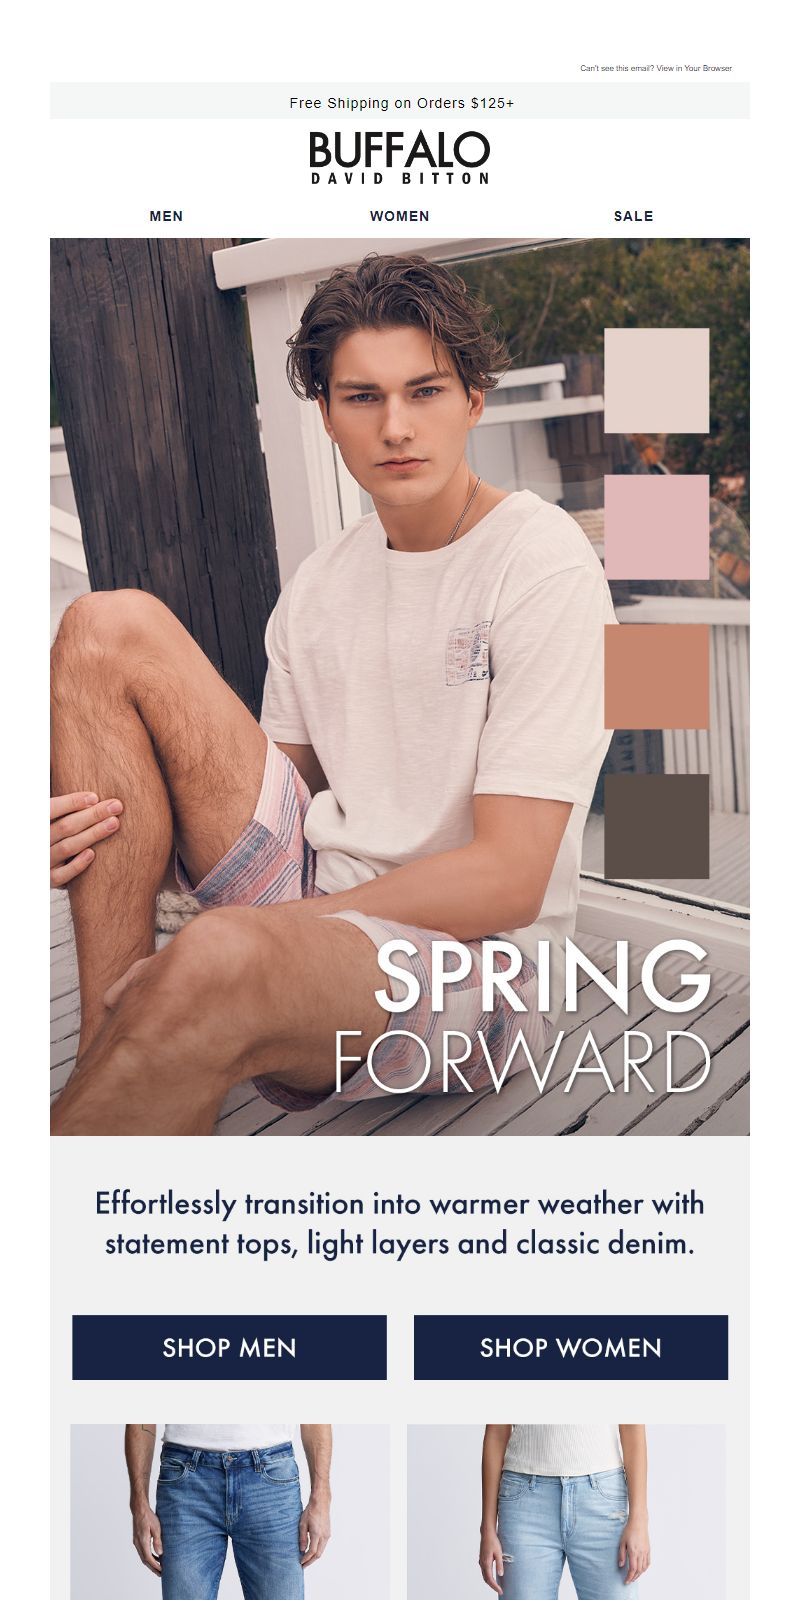 Can't see this email? View in Your Browser
Free Shipping on Orders $125+
BUFFALO
DAVID BITTON
MEN WOMEN SALE
SPRING
FORWARD
Effortlessly transition into warmer weather with
statement tops, light layers and classic denim.
SHOP MEN SHOP WOMEN